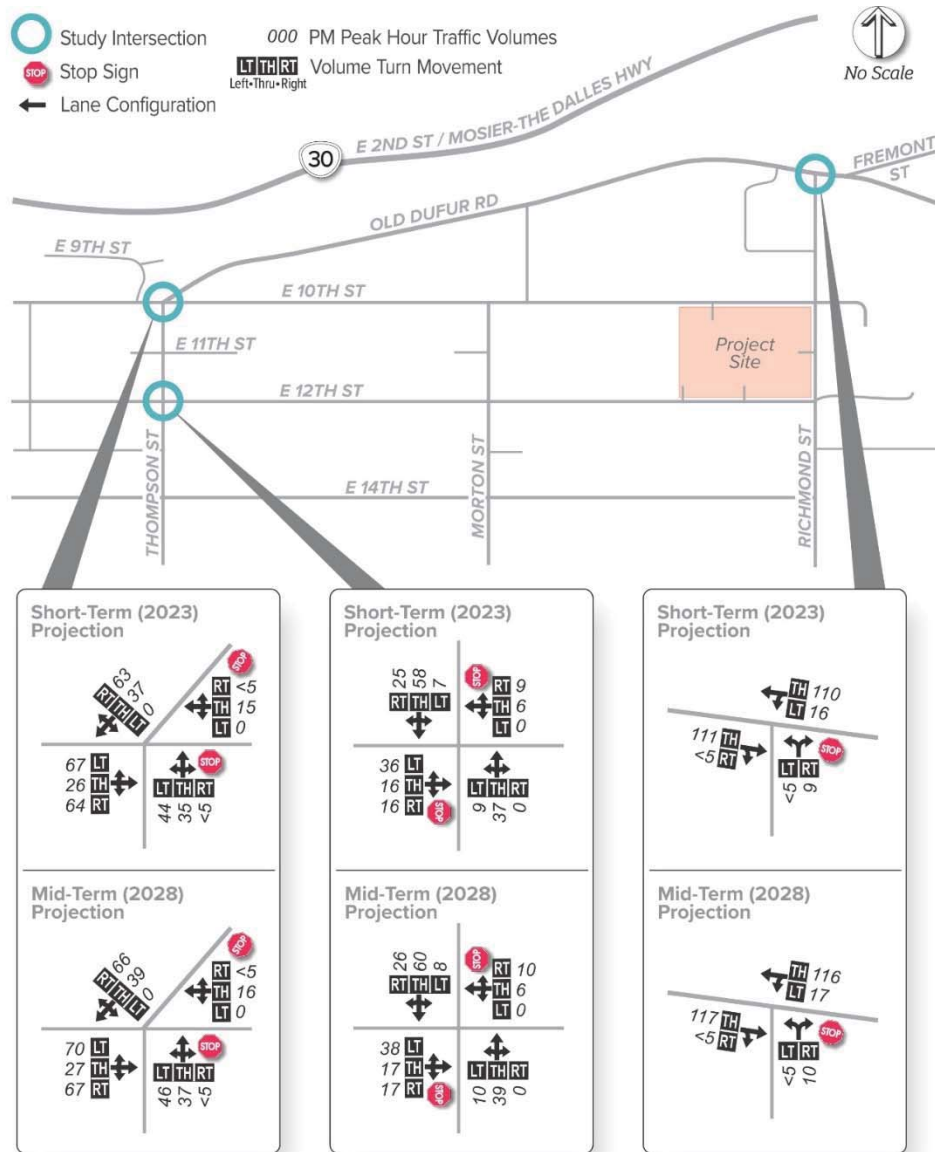 Study Intersection
STOP Stop Sign
Lane Configuration
000 PM Peak Hour Traffic Volumes
LT TH RT Volume Turn Movement
Left•Thru•Right
No Scale
E 2ND ST / MOSIER-THE DALLES HWY
30
FREMONT
ST
OLD DUFUR RD
E 9TH ST
E 10TH ST
E 11TH ST
Project
Site
E 12TH ST
THOMPSON ST
MORTON ST
RICHMOND ST
E 14TH ST
Short-Term (2023)
Projection
63
37
0
RT TH LT
STOP
RT <5
TH 15
LT 0
67 LT
26 TH
64 RT
STOP
LT TH RT
44 35 <5
Mid-Term (2028)
Projection
66
39
0
RT TH LT
STOP
RT <5
TH 16
LT 0
70 LT
27 TH
67 RT
STOP
LT TH RT
46 37 <5
Short-Term (2023)
Projection
25 58 7
RT TH LT
STOP
RT 9
TH 6
LT 0
36 LT
16 TH
16 RT
STOP
LT TH RT
9 37 0
Mid-Term (2028)
Projection
26 60 8
RT TH LT
STOP
RT 10
TH 6
LT 0
38 LT
17 TH
17 RT
STOP
LT TH RT
10 39 0
Short-Term (2023)
Projection
TH 110
LT 16
111 TH
<5 RT
STOP
LT RT
<5 9
Mid-Term (2028)
Projection
TH 116
LT 17
117 TH
<5 RT
STOP
LT RT
<5 10